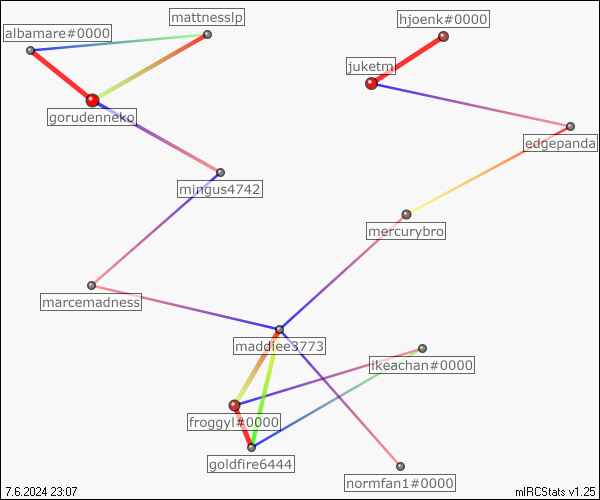 mattnesslp
hjoenk#0000
albamare#0000
juketm
gorudenneko
edgepanda
mingus4742
mercurybro
marcemadness
maddiee3773
ikeachan#0000
froggyl#0000
goldfire6444
normfan1#0000
7.6.2024 23:07
mIRCStats v1.25